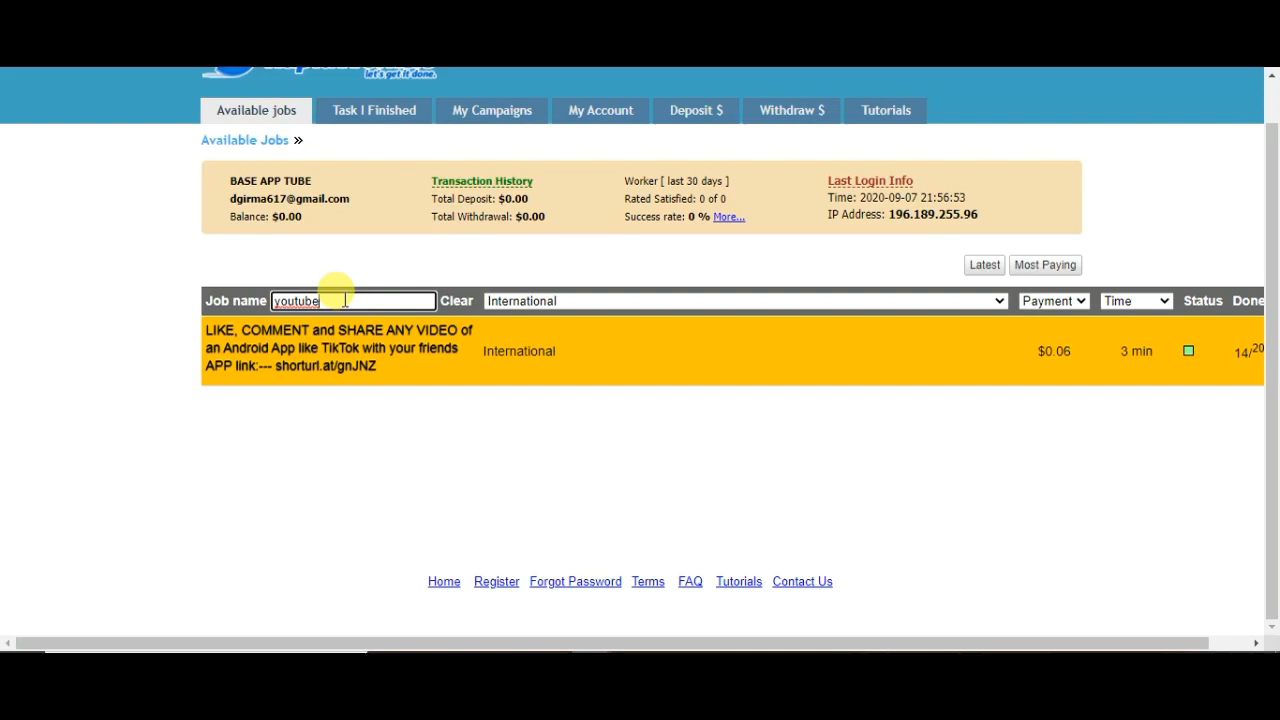 let's get it done.
Available jobs Task I Finished My Campaigns My Account Deposit $ Withdraw $ Tutorials
Available Jobs »
BASE APP TUBE Transaction History Worker [ last 30 days ] Last Login Info
dgirma617@gmail.com Total Deposit: $0.00 Rated Satisfied: 0 of 0 Time: 2020-09-07 21:56:53
Balance: $0.00 Total Withdrawal: $0.00 Success rate: 0 % More... IP Address: 196.189.255.96
Latest Most Paying
Job name youtube Clear International Payment Time Status Done
LIKE, COMMENT and SHARE ANY VIDEO of
an Android App like TikTok with your friends International $0.06 3 min 14/20
APP link:--- shorturl.at/gnJNZ
Home Register Forgot Password Terms FAQ Tutorials Contact Us